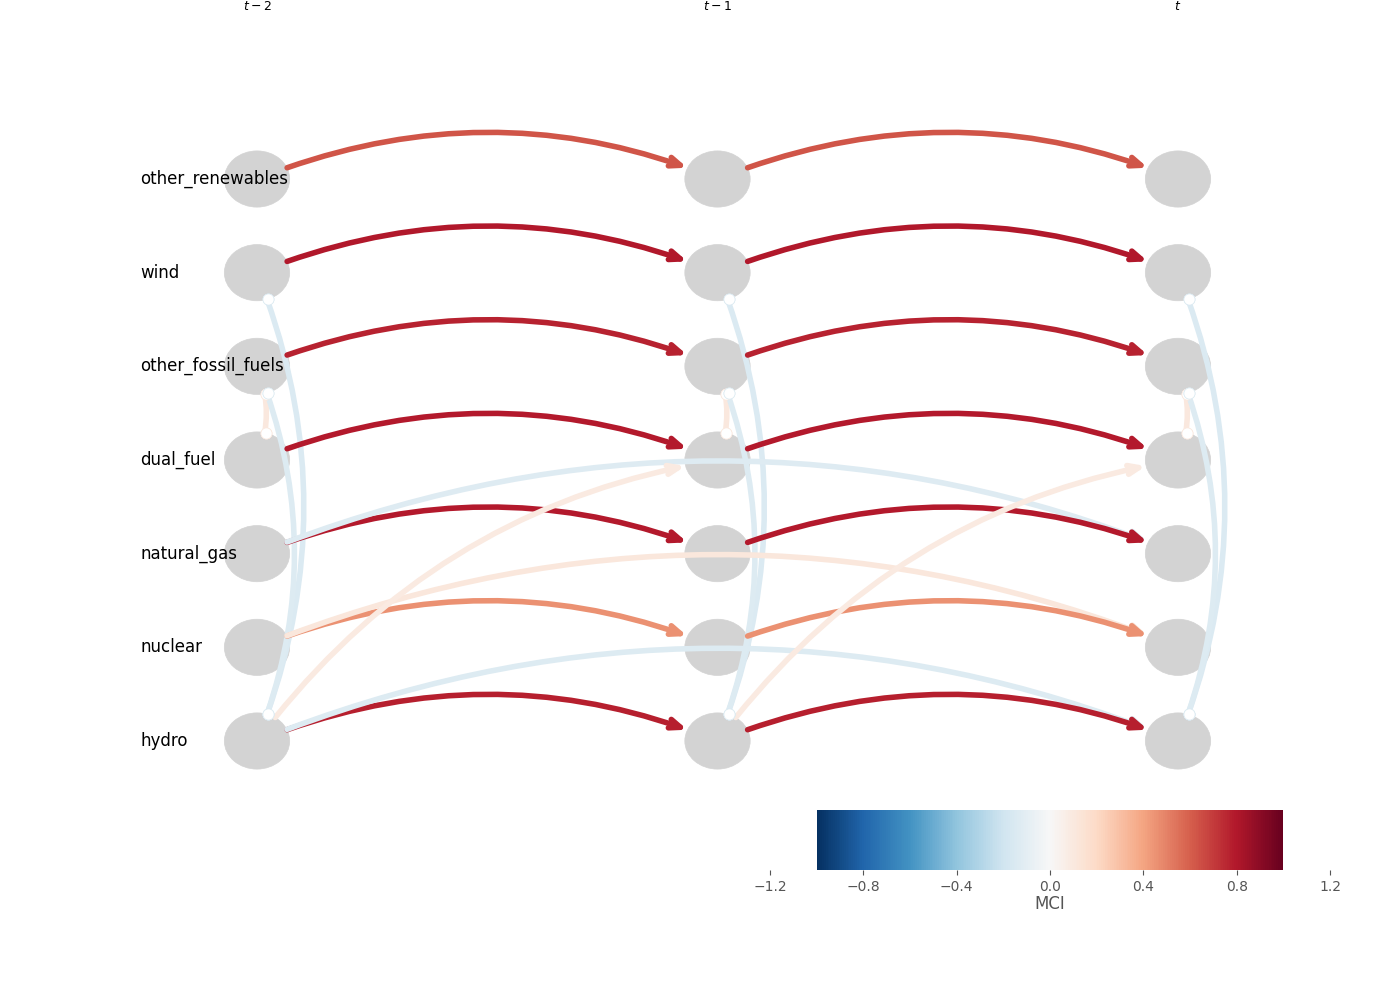 t − 2 t − 1 t
other_renewables
wind
other_fossil_fuels
dual_fuel
natural_gas
nuclear
hydro
−1.2 −0.8 −0.4 0.0 0.4 0.8 1.2
MCI